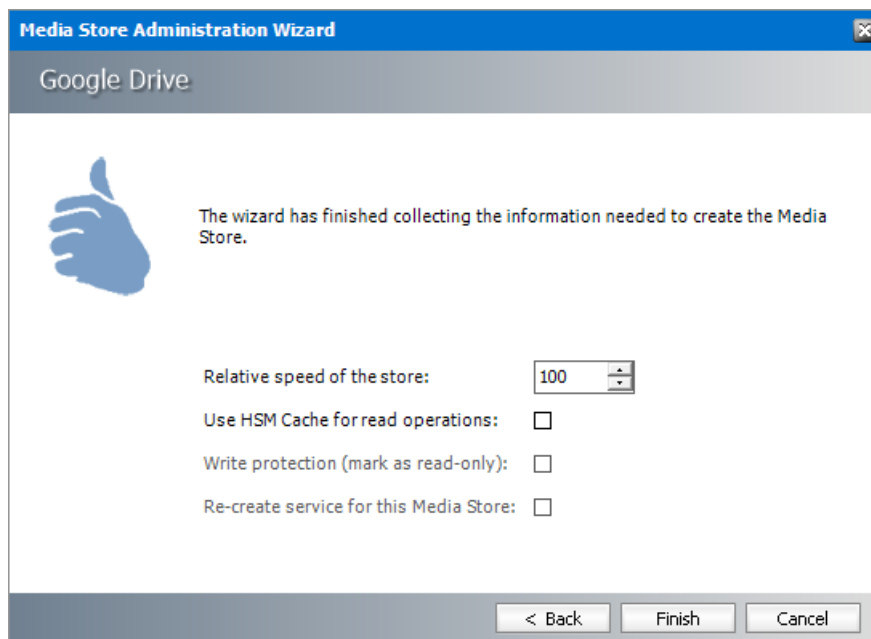 Media Store Administration Wizard
Google Drive
The wizard has finished collecting the information needed to create the Media
Store.
Relative speed of the store: 100
Use HSM Cache for read operations:
Write protection (mark as read-only):
Re-create service for this Media Store:
< Back Finish Cancel